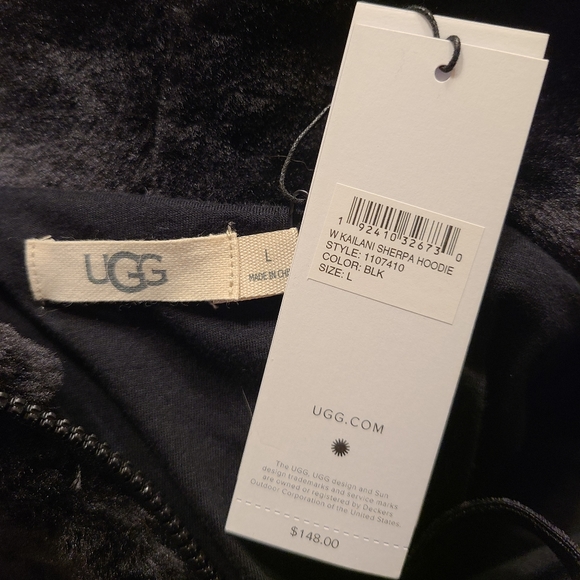 UGG
L
MADE IN CHI
1 92410 32673 0
W KAILANI SHERPA HOODIE
STYLE: 1107410
COLOR: BLK
SIZE: L
UGG.COM
The UGG, UGG design and Sun
design trademarks and service marks
are owned of registered by Deckers
Outdoor Corporation of the United States.
$148.00